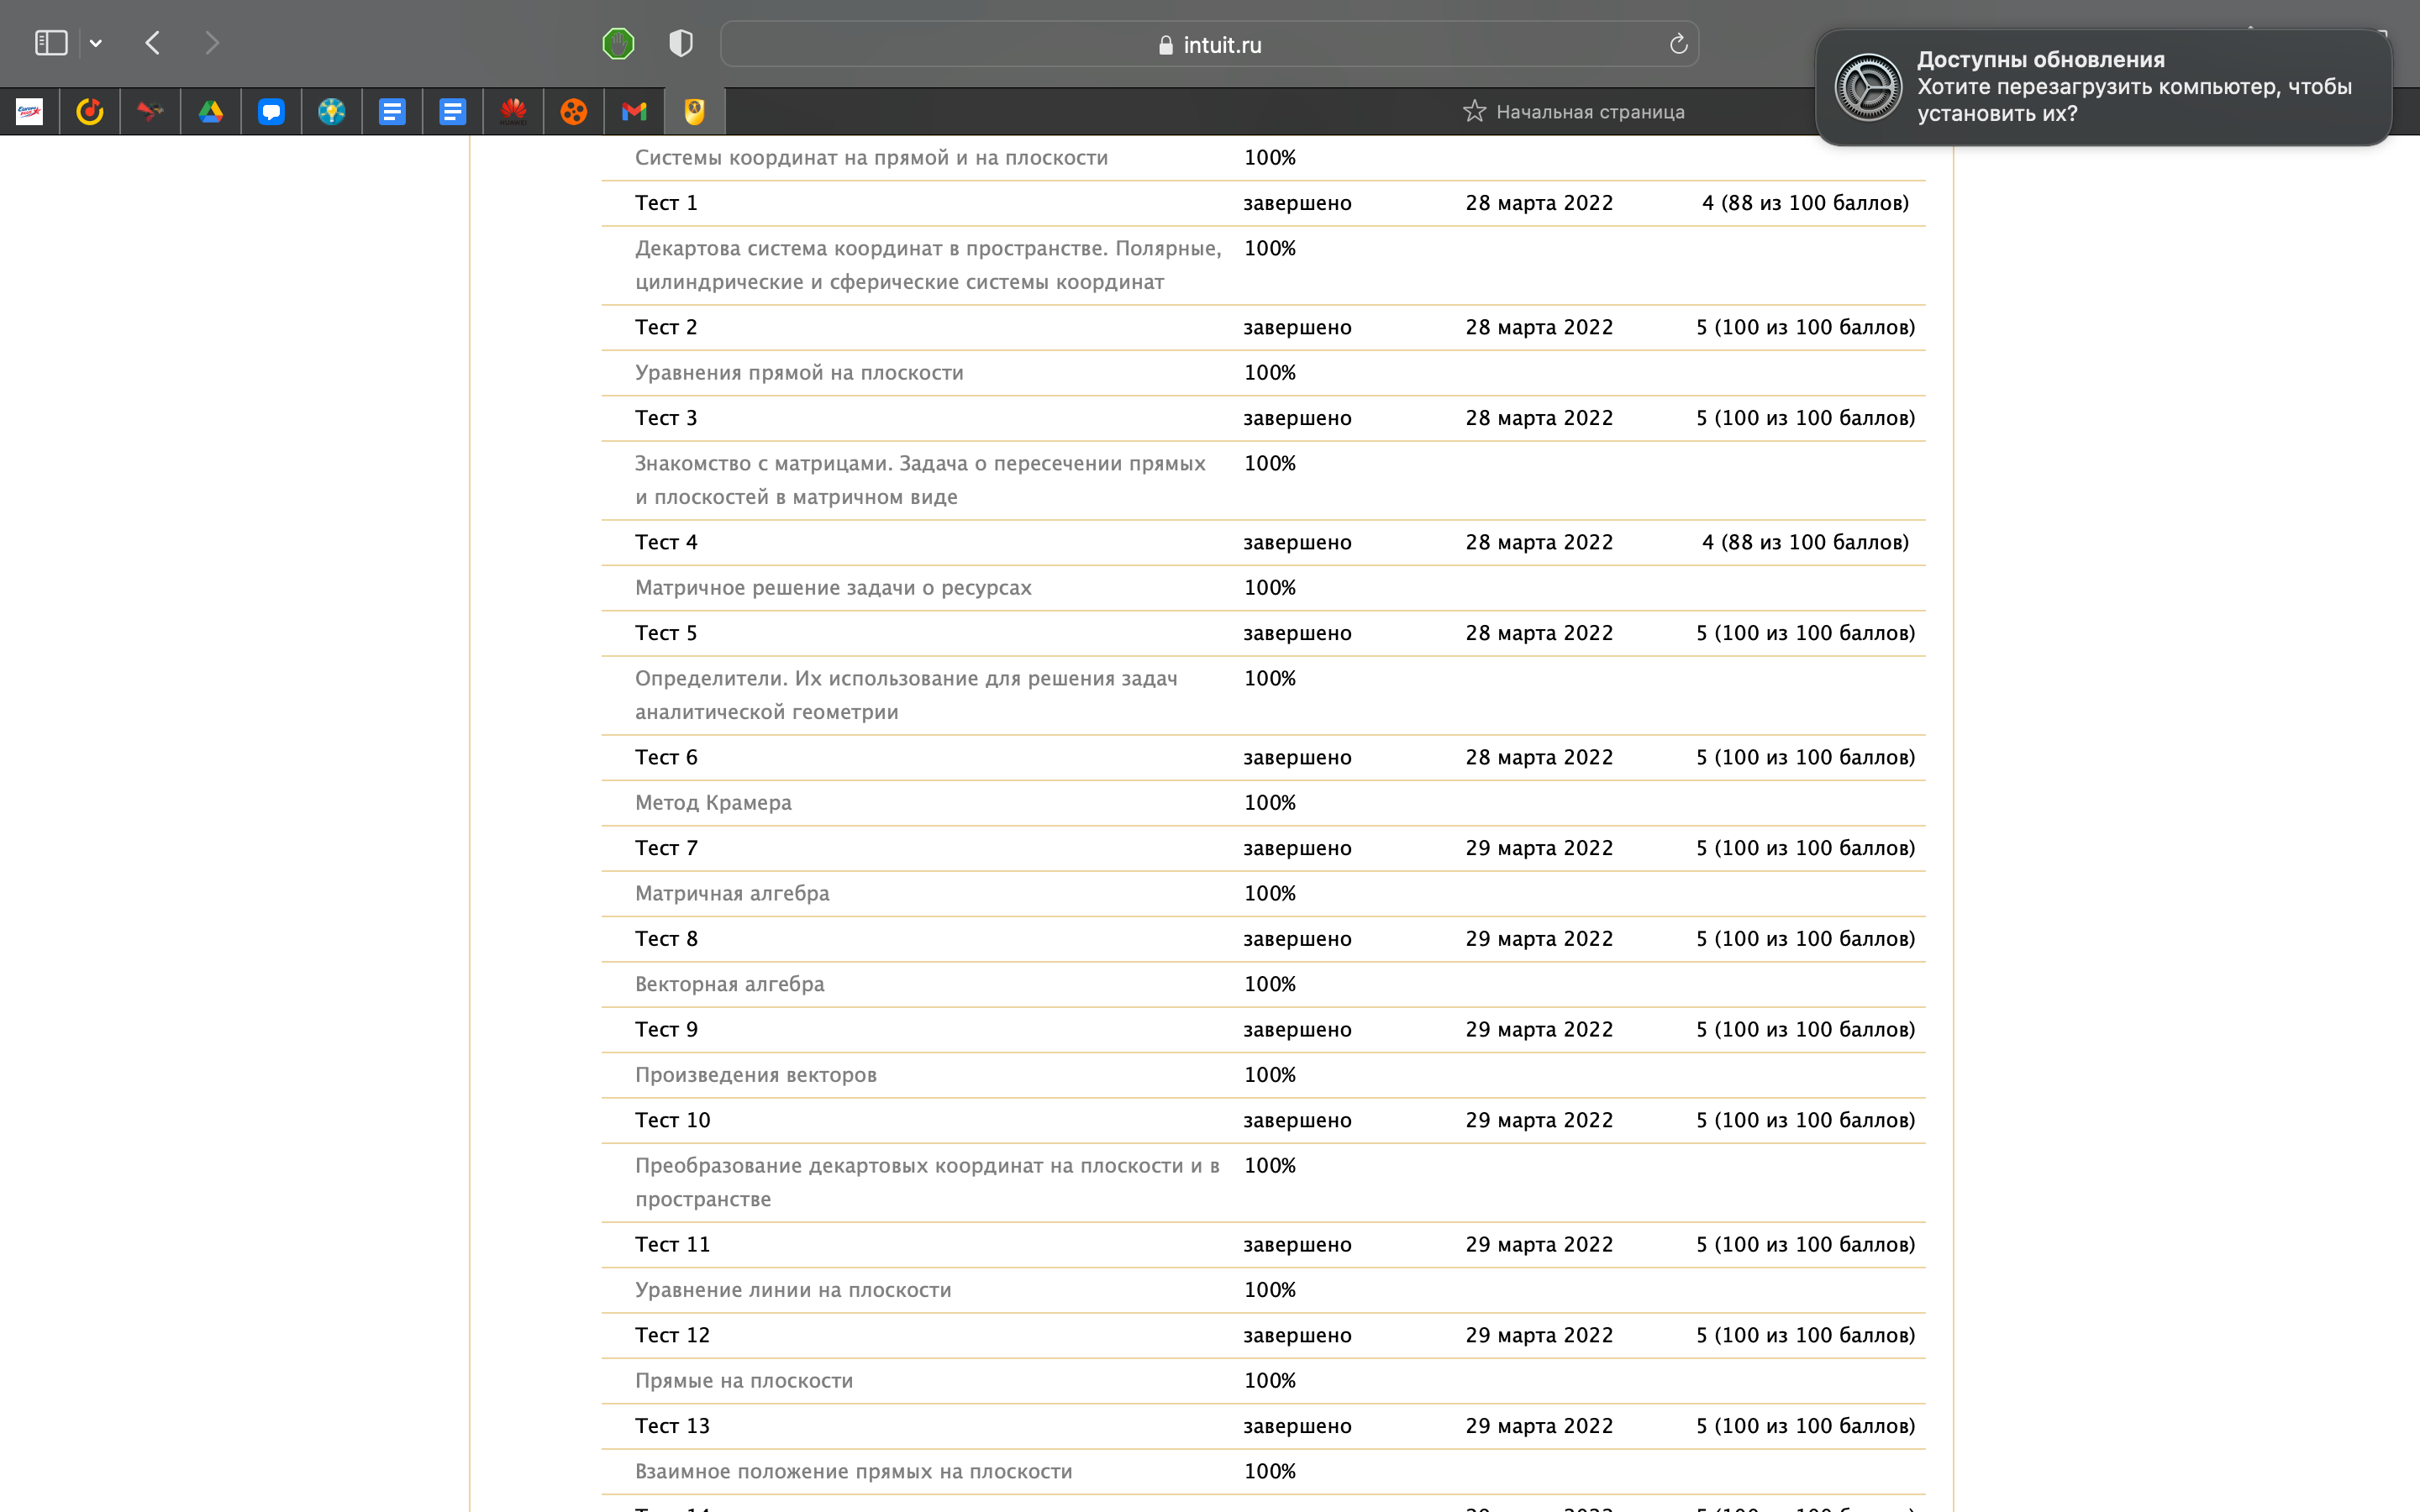 intuit.ru
Доступны обновления
Хотите перезагрузить компьютер, чтобы
установить их?
Начальная страница
Системы координат на прямой и на плоскости 100%
Тест 1 завершено 28 марта 2022 4 (88 из 100 баллов)
Декартова система координат в пространстве. Полярные, 100%
цилиндрические и сферические системы координат
Тест 2 завершено 28 марта 2022 5 (100 из 100 баллов)
Уравнения прямой на плоскости 100%
Тест 3 завершено 28 марта 2022 5 (100 из 100 баллов)
Знакомство с матрицами. Задача о пересечении прямых 100%
и плоскостей в матричном виде
Тест 4 завершено 28 марта 2022 4 (88 из 100 баллов)
Матричное решение задачи о ресурсах 100%
Тест 5 завершено 28 марта 2022 5 (100 из 100 баллов)
Определители. Их использование для решения задач 100%
аналитической геометрии
Тест 6 завершено 28 марта 2022 5 (100 из 100 баллов)
Метод Крамера 100%
Тест 7 завершено 29 марта 2022 5 (100 из 100 баллов)
Матричная алгебра 100%
Тест 8 завершено 29 марта 2022 5 (100 из 100 баллов)
Векторная алгебра 100%
Тест 9 завершено 29 марта 2022 5 (100 из 100 баллов)
Произведения векторов 100%
Тест 10 завершено 29 марта 2022 5 (100 из 100 баллов)
Преобразование декартовых координат на плоскости и в 100%
пространстве
Тест 11 завершено 29 марта 2022 5 (100 из 100 баллов)
Уравнение линии на плоскости 100%
Тест 12 завершено 29 марта 2022 5 (100 из 100 баллов)
Прямые на плоскости 100%
Тест 13 завершено 29 марта 2022 5 (100 из 100 баллов)
Взаимное положение прямых на плоскости 100%